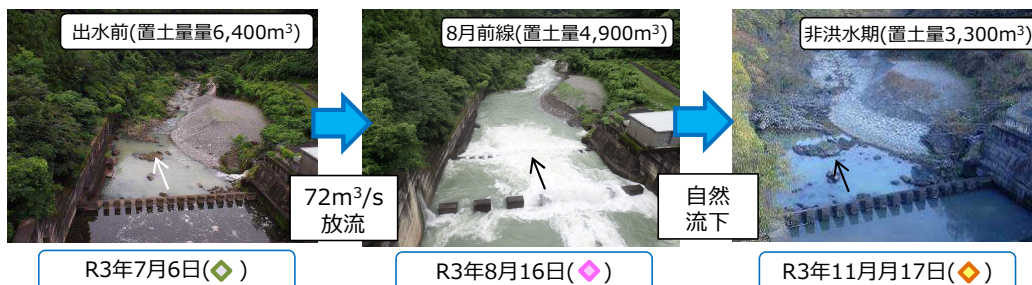 出水前(置土量量6,400m³)
8月前線(置土量4,900m³)
非洪水期(置土量3,300m³)
72m³/s
放流
自然
流下
R3年7月6日(◇)
R3年8月16日(◇)
R3年11月月17日(◇)